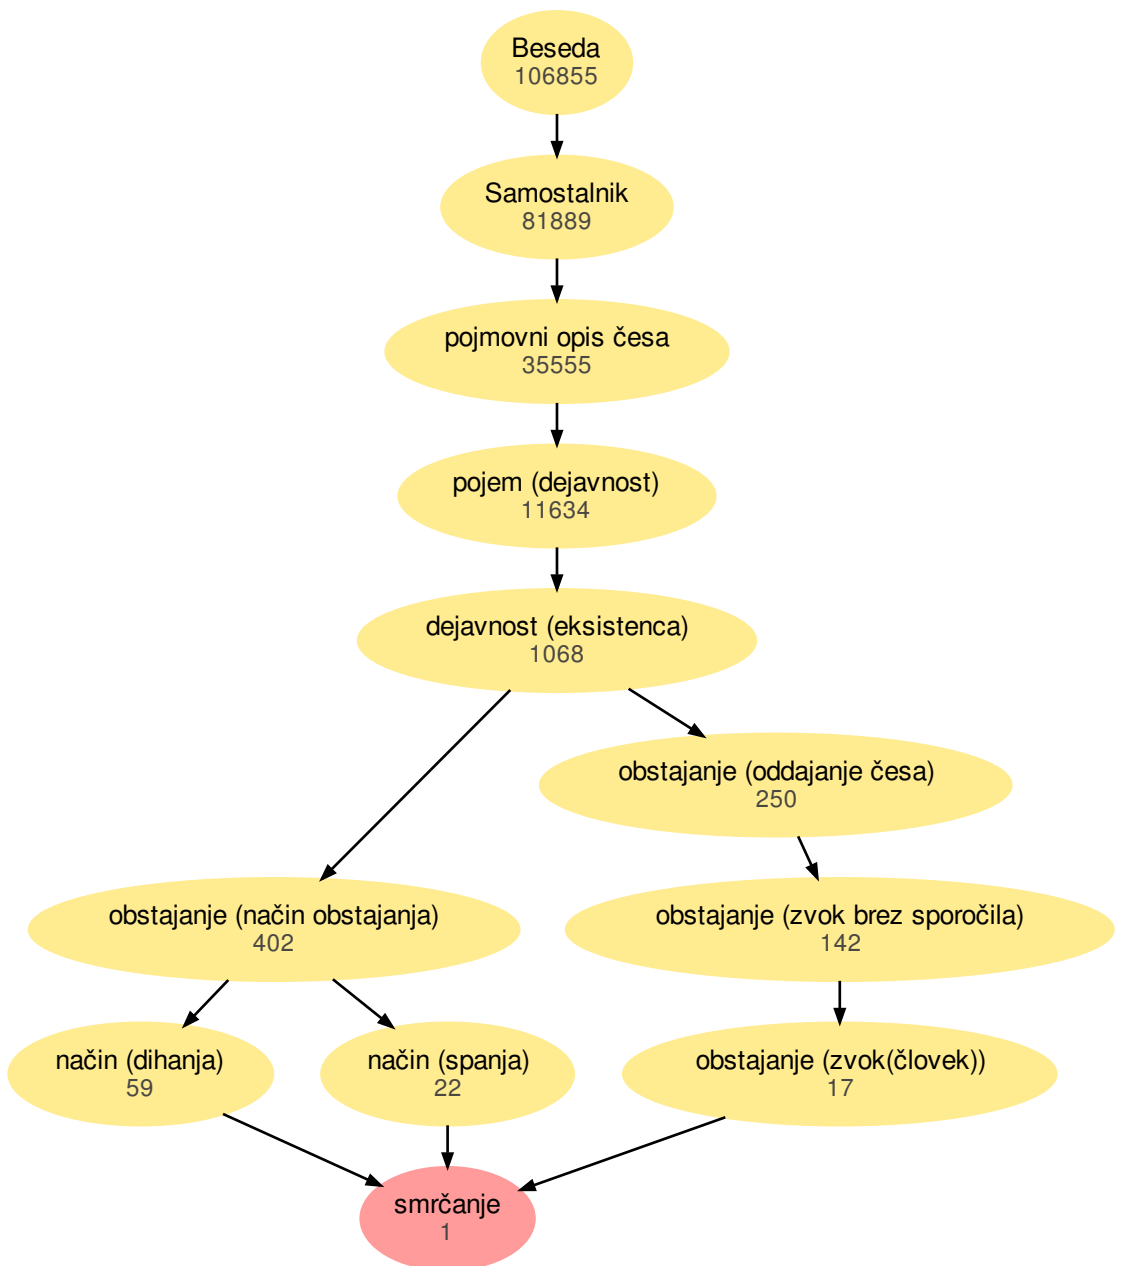 Beseda
106855
Samostalnik
81889
pojmovni opis česa
35555
pojem (dejavnost)
11634
dejavnost (eksistenca)
1068
obstajanje (oddajanje česa)
250
obstajanje (način obstajanja)
402
obstajanje (zvok brez sporočila)
142
način (dihanja)
59
način (spanja)
22
obstajanje (zvok(človek))
17
smrčanje
1